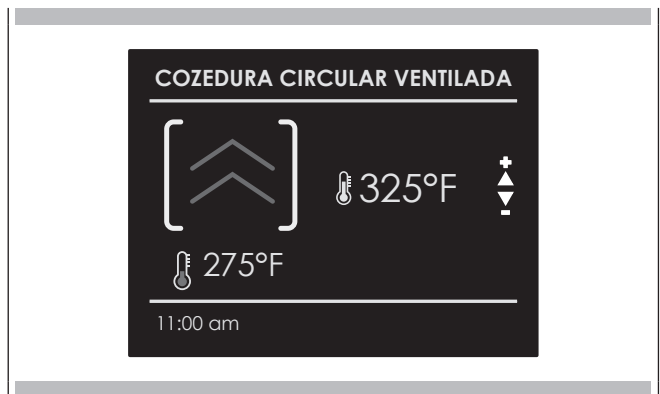 COZEDURA CIRCULAR VENTILADA
325°F
+
-
275°F
11:00 am